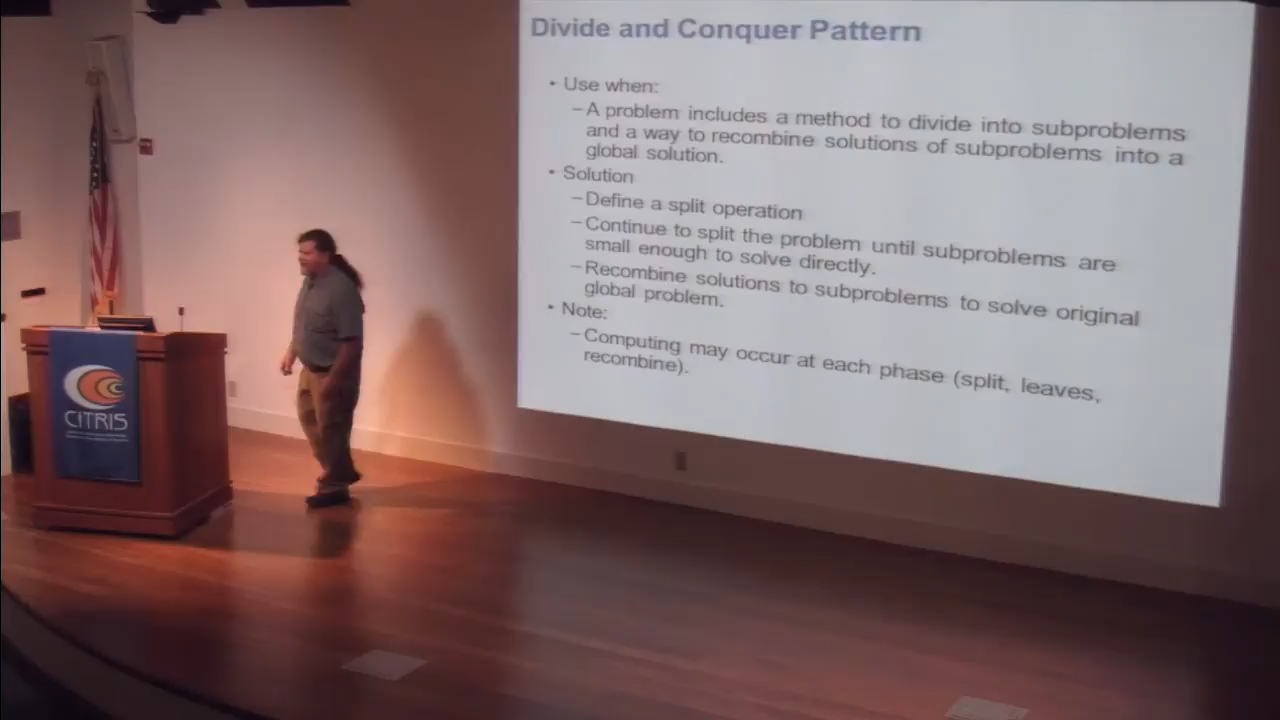 Divide and Conquer Pattern
• Use when:
–A problem includes a method to divide into subproblems
and a way to recombine solutions of subproblems into a
global solution.
• Solution
–Define a split operation
–Continue to split the problem until subproblems are
small enough to solve directly.
–Recombine solutions to subproblems to solve original
global problem.
• Note:
–Computing may occur at each phase (split, leaves,
recombine).
CiTRIS